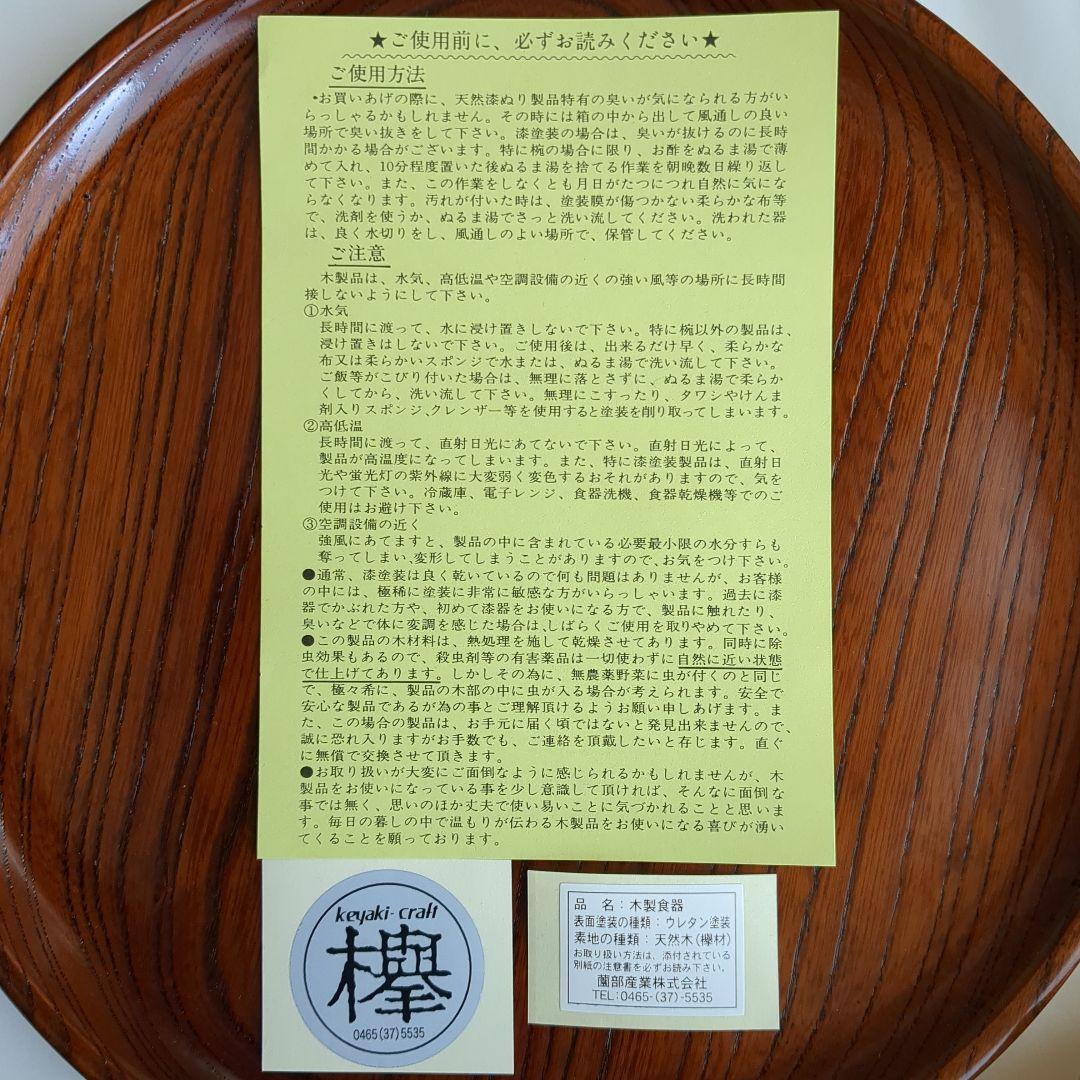 ★ご使用前に、必ずお読みください★
ご使用方法
・お買いあげの際に、天然漆ぬり製品特有の臭いが気になられる方がい
らっしゃるかもしれません。その時には箱の中から出して風通しの良い
場所で臭い抜きをして下さい。漆塗装の場合は、臭いが抜けるのに長時
間かかる場合がございます。特に椀の場合に限り、お酢をぬるま湯で薄
めて入れ、10分程度置いた後ぬるま湯を捨てる作業を朝晩数日繰り返し
て下さい。また、この作業をしなくとも月日がたつにつれ自然に気にな
らなくなります。汚れが付いた時は、塗装膜が傷つかない柔らかな布等
で、洗剤を使うか、ぬるま湯でさっと洗い流してください。洗われた器
は、良く水切りをし、風通しのよい場所で、保管してください。
ご注意
木製品は、水気、高低温や空調設備の近くの強い風等の場所に長時間
接しないようにして下さい。
①水気
長時間に渡って、水に浸け置きしないで下さい。特に椀以外の製品は、
浸け置きはしないで下さい。ご使用後は、出来るだけ早く、柔らかな
布又は柔らかいスポンジで水または、ぬるま湯で洗い流して下さい。
ご飯等がこびり付いた場合は、無理に落とさずに、ぬるま湯で柔らか
くしてから、洗い流して下さい。無理にこすったり、タワシやけんま
剤入りスポンジ、クレンザー等を使用すると塗装を削り取ってしまいます。
②高低温
長時間に渡って、直射日光にあてないで下さい。直射日光によって、
製品が高温度になってしまいます。また、特に漆塗装製品は、直射日
光や蛍光灯の紫外線に大変弱く変色するおそれがありますので、気を
つけて下さい。冷蔵庫、電子レンジ、食器洗機、食器乾燥機等でのご
使用はお避け下さい。
③空調設備の近く
強風にあてますと、製品の中に含まれている必要最小限の水分すらも
奪ってしまい、変形してしまうことがありますので、お気をつけ下さい。
●通常、漆塗装は良く乾いているので何も問題はありませんが、お客様
の中には、極稀に塗装に非常に敏感な方がいらっしゃいます。過去に漆
器でかぶれた方や、初めて漆器をお使いになる方で、製品に触れたり、
臭いなどで体に変調を感じた場合は、しばらくご使用を取りやめて下さい。
●この製品の木材料は、熱処理を施して乾燥させてあります。同時に除
虫効果もあるので、殺虫剤等の有害薬品は一切使わずに自然に近い状態
で仕上げてあります。しかしその為に、無農薬野菜に虫が付くのと同じ
で、極々希に、製品の木部の中に虫が入る場合が考えられます。安全で
安心な製品であるが為の事とご理解頂けるようお願い申しあげます。ま
た、この場合の製品は、お手元に届く頃ではないと発見出来ませんので、
誠に恐れ入りますがお手数でも、ご連絡を頂戴したいと存じます。直ぐ
に無償で交換させて頂きます。
●お取り扱いが大変にご面倒なように感じられるかもしれませんが、木
製品をお使いになっている事を少し意識して頂ければ、そんなに面倒な
事では無く、思いのほか丈夫で使い易いことに気づかれることと思いま
す。毎日の暮しの中で温もりが伝わる木製品をお使いになる喜びが湧い
てくることを願っております。
keyaki-craft
欅
0465(37)5535
品 名：木製食器
表面塗装の種類：ウレタン塗装
素地の種類：天然木(欅材)
お取り扱い方法は、添付されている
別紙の注意書を必ずお読み下さい。
薗部産業株式会社
TEL:0465-(37)-5535